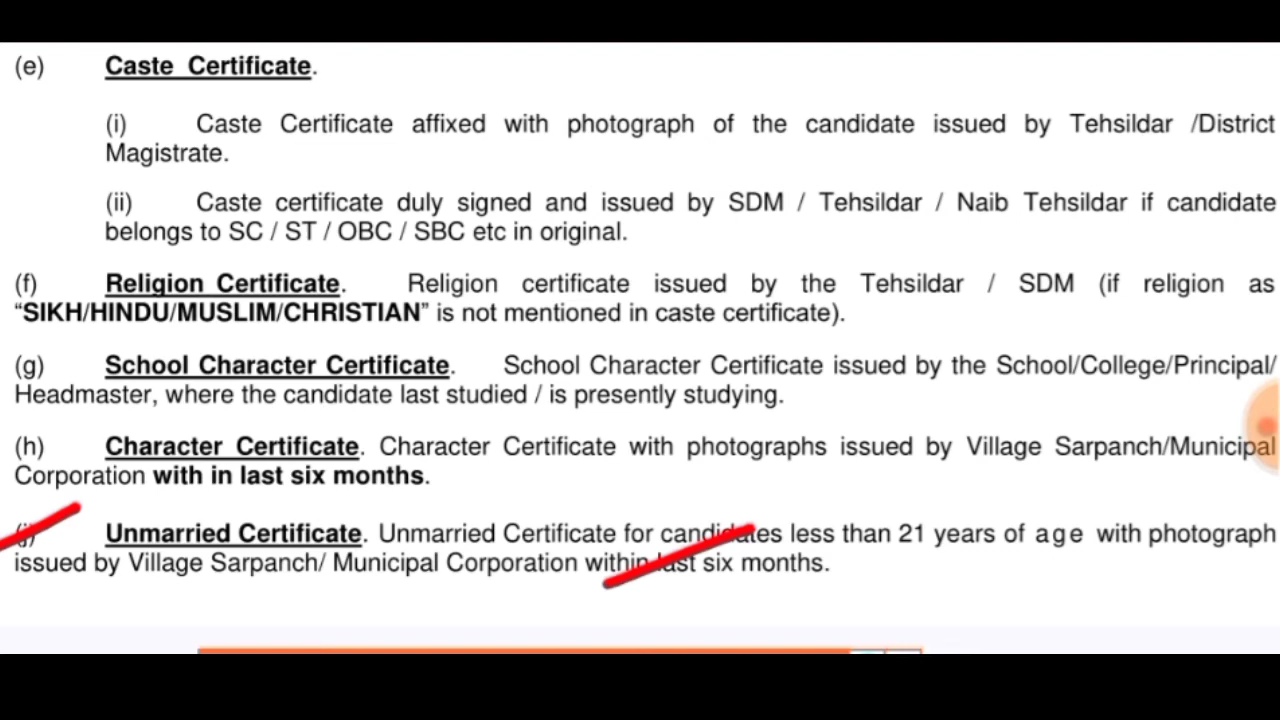 (e) Caste Certificate.
(i) Caste Certificate affixed with photograph of the candidate issued by Tehsildar /District
Magistrate.
(ii) Caste certificate duly signed and issued by SDM / Tehsildar / Naib Tehsildar if candidate
belongs to SC / ST / OBC / SBC etc in original.
(f) Religion Certificate. Religion certificate issued by the Tehsildar / SDM (if religion as
“SIKH/HINDU/MUSLIM/CHRISTIAN” is not mentioned in caste certificate).
(g) School Character Certificate. School Character Certificate issued by the School/College/Principal/
Headmaster, where the candidate last studied / is presently studying.
(h) Character Certificate. Character Certificate with photographs issued by Village Sarpanch/Municipal
Corporation with in last six months.
Unmarried Certificate. Unmarried Certificate for candidates less than 21 years of age with photograph
issued by Village Sarpanch/ Municipal Corporation within last six months.